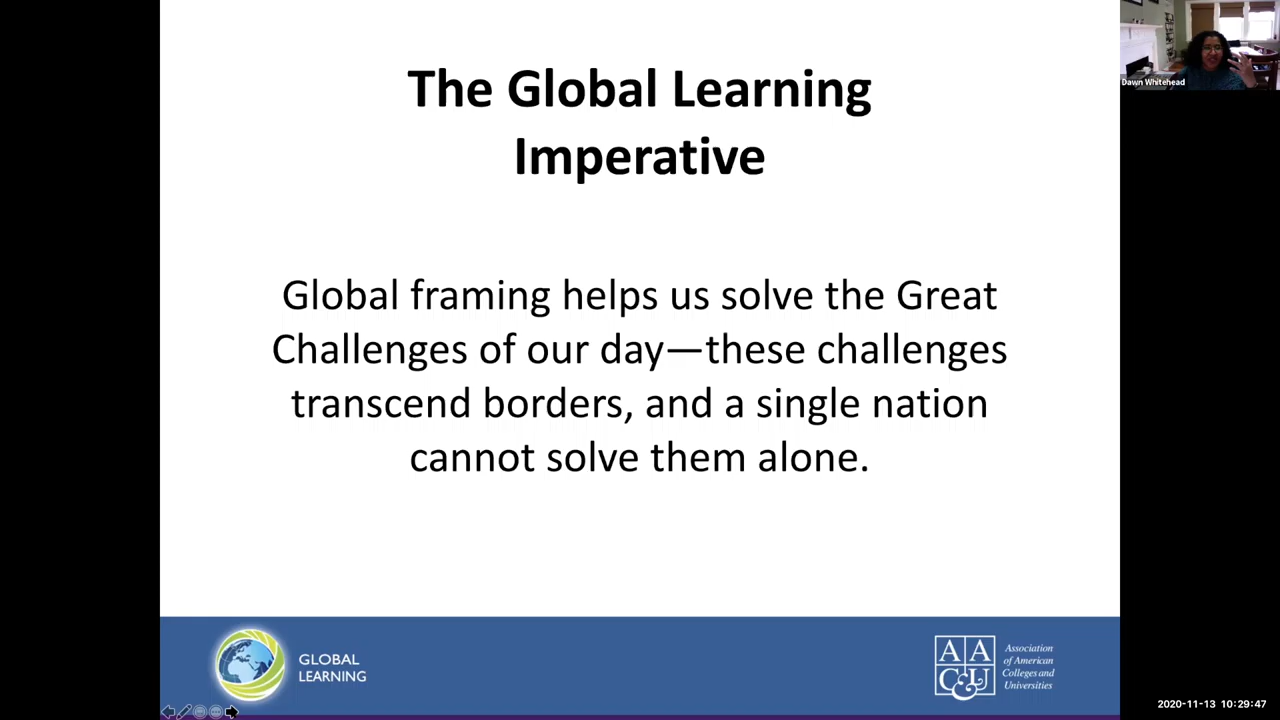 The Global Learning
Imperative
Global framing helps us solve the Great
Challenges of our day—these challenges
transcend borders, and a single nation
cannot solve them alone.
GLOBAL
LEARNING
AAC&U
Association
of American
Colleges and
Universities
Dawn Whitehead
2020-11-13 10:29:47